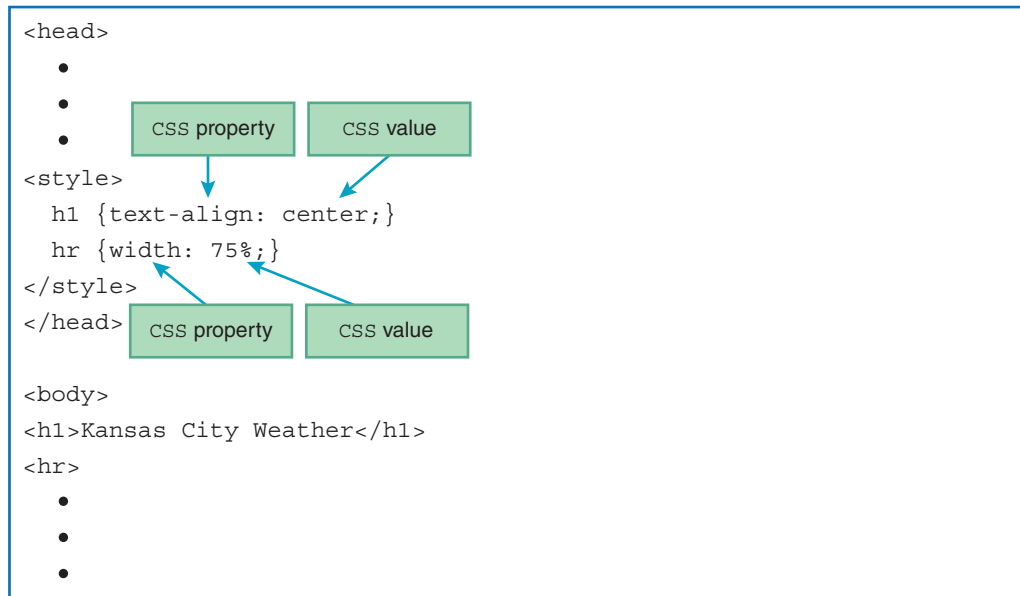 <head>
•
•
•
CSS property CSS value
<style>
h1 {text-align: center;}
hr {width: 75%;}
</style>
</head>
CSS property CSS value
<body>
<h1>Kansas City Weather</h1>
<hr>
•
•
•